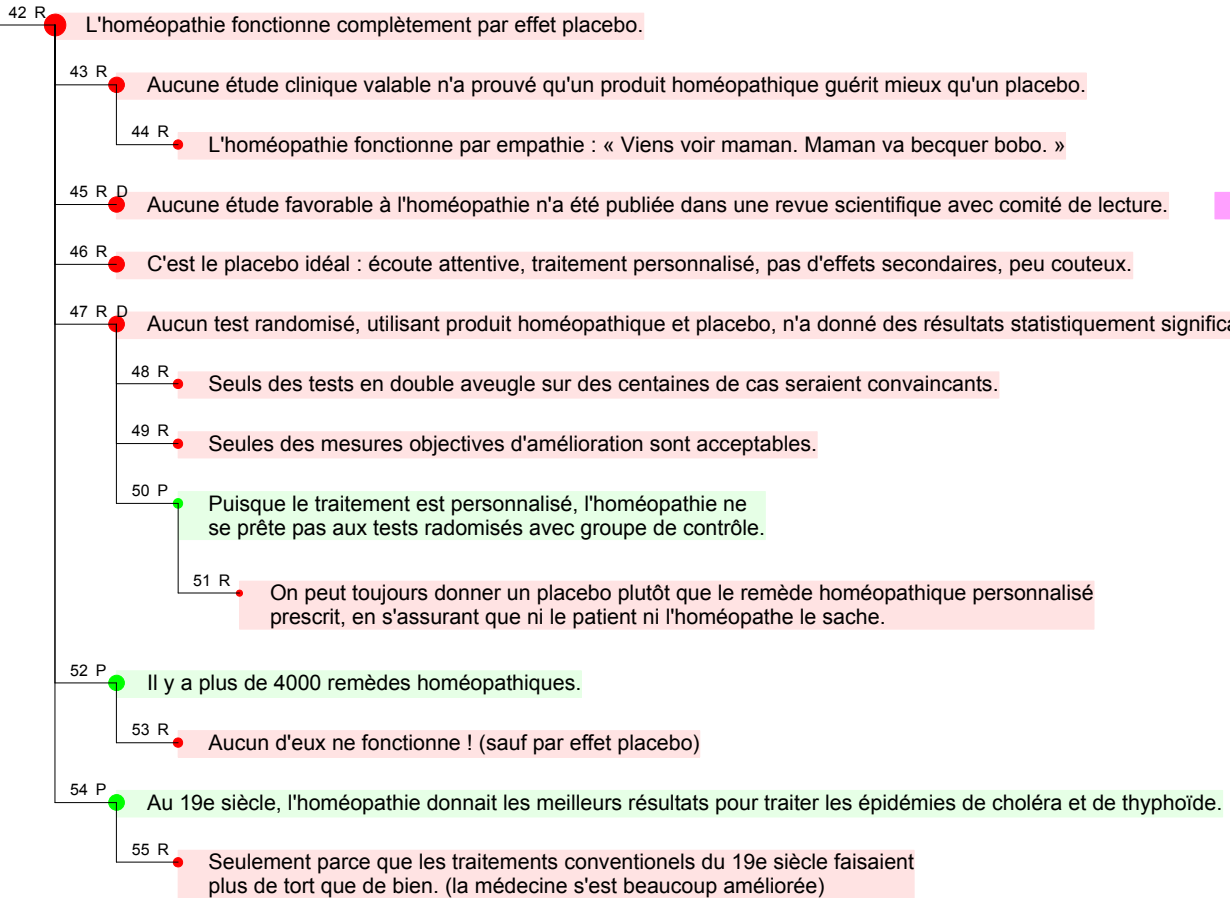 42 R
L'homéopathie fonctionne complètement par effet placebo.
43 R
Aucune étude clinique valable n'a prouvé qu'un produit homéopathique guérit mieux qu'un placebo.
44 R
L'homéopathie fonctionne par empathie : « Viens voir maman. Maman va becquer bobo. »
45 R D
Aucune étude favorable à l'homéopathie n'a été publiée dans une revue scientifique avec comité de lecture.
46 R
C'est le placebo idéal : écoute attentive, traitement personnalisé, pas d'effets secondaires, peu couteux.
47 R D
Aucun test randomisé, utilisant produit homéopathique et placebo, n'a donné des résultats statistiquement
48 R
Seuls des tests en double aveugle sur des centaines de cas seraient convaincants.
49 R
Seules des mesures objectives d'amélioration sont acceptables.
50 P
Puisque le traitement est personnalisé, l'homéopathie ne
se prête pas aux tests radomisés avec groupe de contrôle.
51 R
On peut toujours donner un placebo plutôt que le remède homéopathique personnalisé
prescrit, en s'assurant que ni le patient ni l'homéopathe le sache.
52 P
Il y a plus de 4000 remèdes homéopathiques.
53 R
Aucun d'eux ne fonctionne ! (sauf par effet placebo)
54 P
Au 19e siècle, l'homéopathie donnait les meilleurs résultats pour traiter les épidémies de choléra et de thyphoïde.
55 R
Seulement parce que les traitements conventionels du 19e siècle faisaient
plus de tort que de bien. (la médecine s'est beaucoup améliorée)